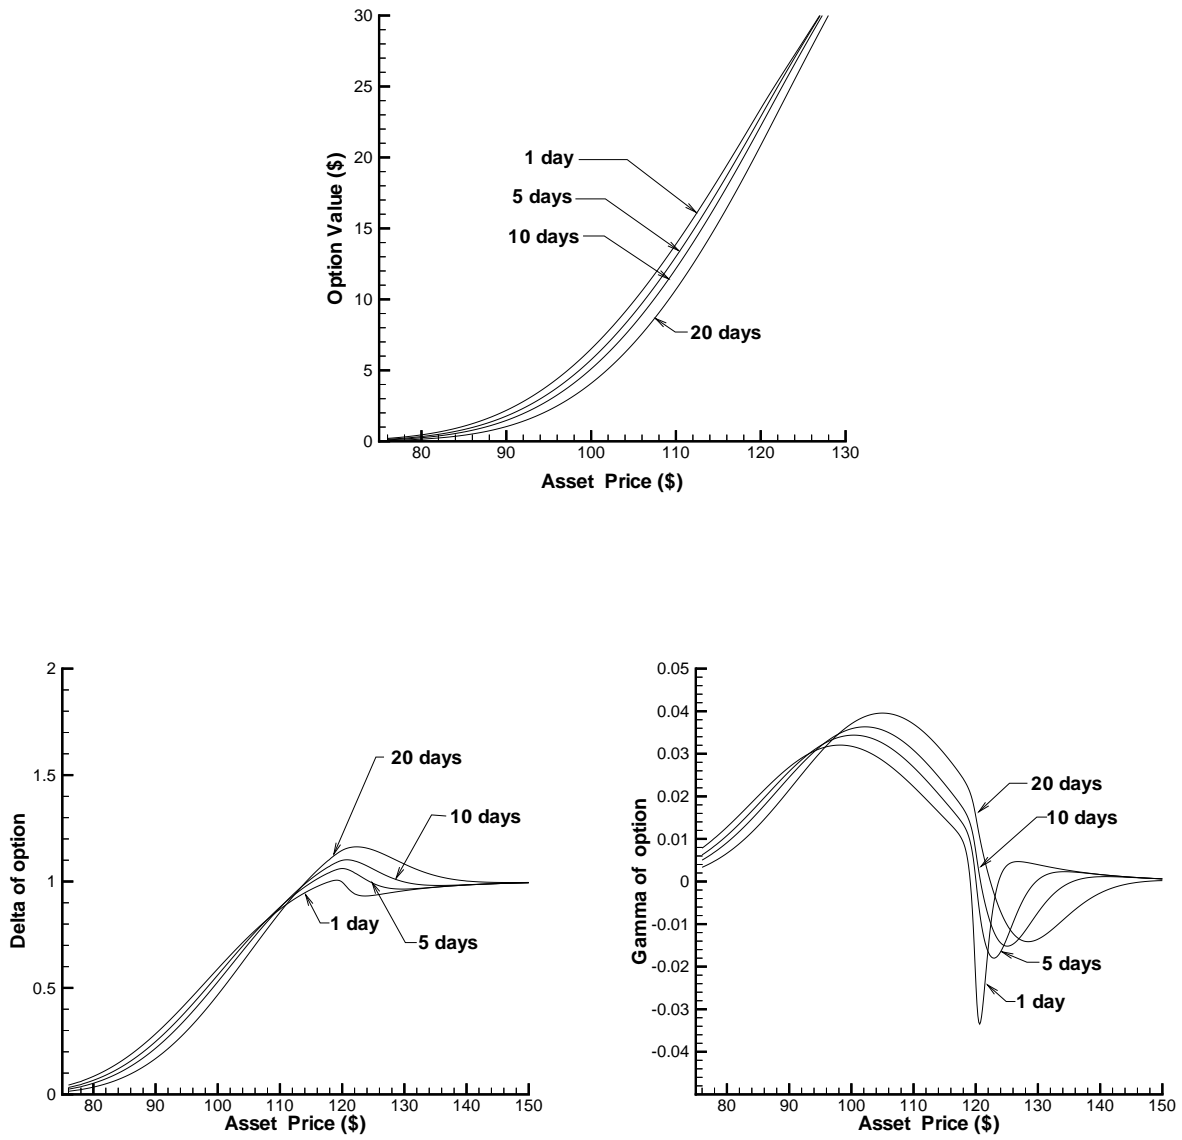 30
25
20
15
10
5
0
Option Value ($)
1 day
5 days
10 days
20 days
80 90 100 110 120 130
Asset Price ($)
2
1.5
1
0.5
0
Delta of option
20 days
10 days
1 day
5 days
80 90 100 110 120 130 140 150
Asset Price ($)
0.05
0.04
0.03
0.02
0.01
0
-0.01
-0.02
-0.03
-0.04
Gamma of option
20 days
10 days
5 days
1 day
80 90 100 110 120 130 140 150
Asset Price ($)